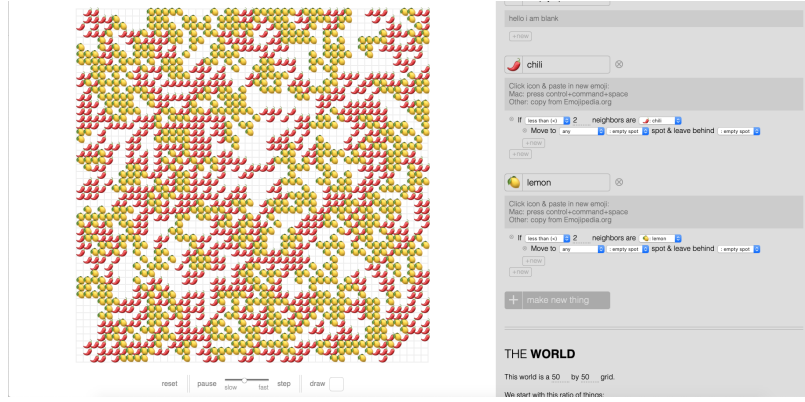 reset pause slow fast step draw
hello i am blank
+new
chili
Click icon & paste in new emoji:
Mac: press control+command+space
Other: copy from Emojipedia.org
If less than (<) 2 neighbors are chili
Move to any : empty spot spot & leave behind : empty spot
+new
+new
lemon
Click icon & paste in new emoji:
Mac: press control+command+space
Other: copy from Emojipedia.org
If less than (<) 2 neighbors are lemon
Move to any : empty spot spot & leave behind : empty spot
+new
+new
+ make new thing
THE WORLD
This world is a 50 by 50 grid.
We start with this ratio of things: